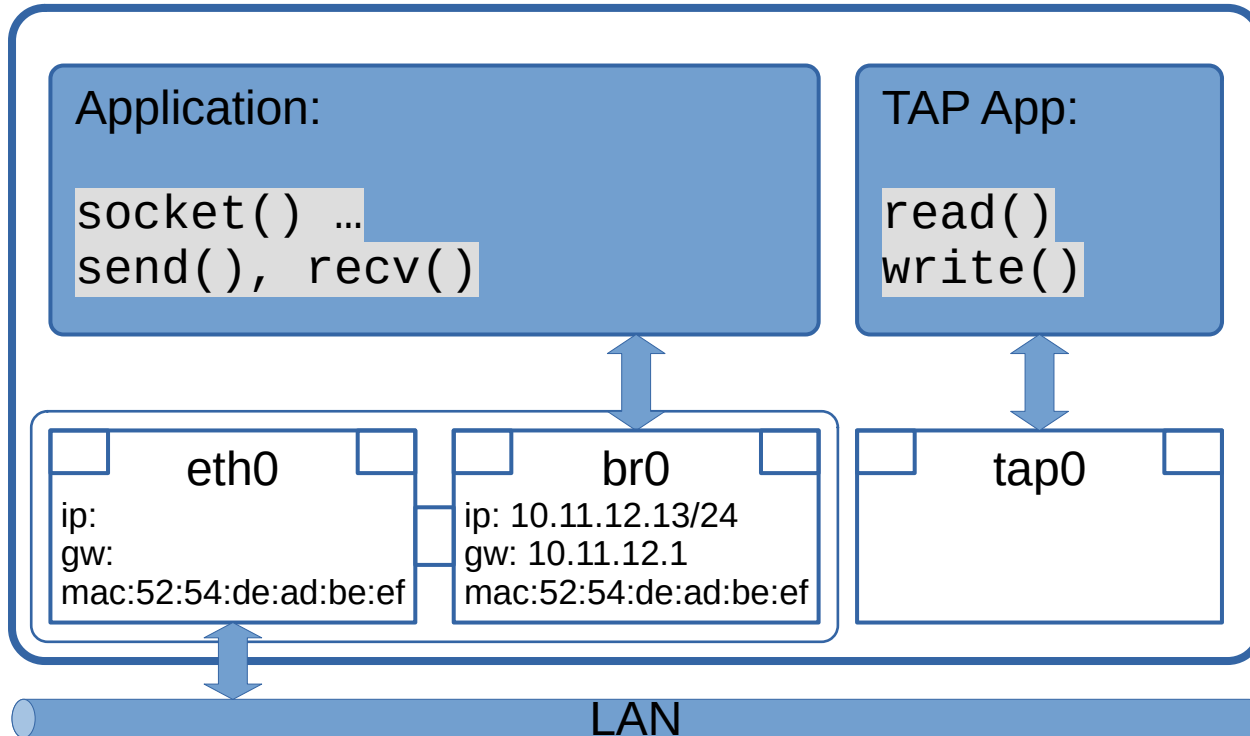 Application:
socket() …
send(), recv()
TAP App:
read()
write()
eth0
ip:
gw:
mac:52:54:de:ad:be:ef
br0
ip: 10.11.12.13/24
gw: 10.11.12.1
mac:52:54:de:ad:be:ef
tap0
LAN